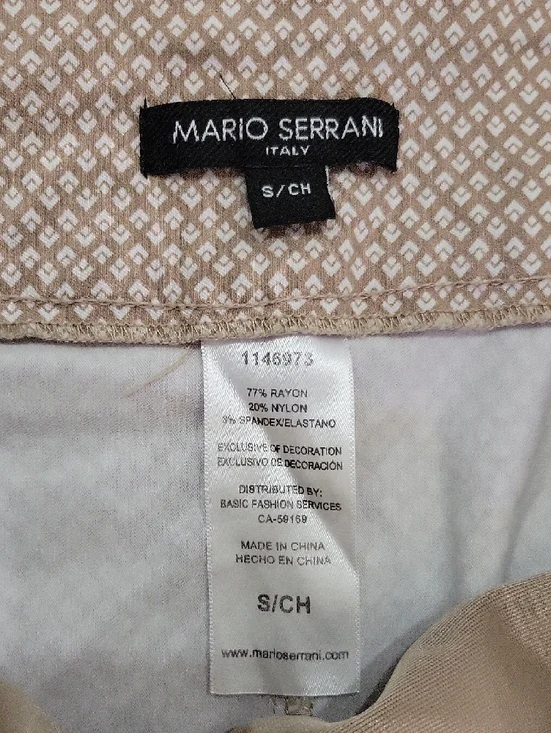 MARIO SERRANI
ITALY
S/CH
1146973
77% RAYON
20% NYLON
3% SPANDEX/ELASTANO
EXCLUSIVE OF DECORATION
EXCLUSIVO DE DECORACIÓN
DISTRIBUTED BY:
BASIC FASHION SERVICES
CA-59169
MADE IN CHINA
HECHO EN CHINA
S/CH
www.marioserrani.com